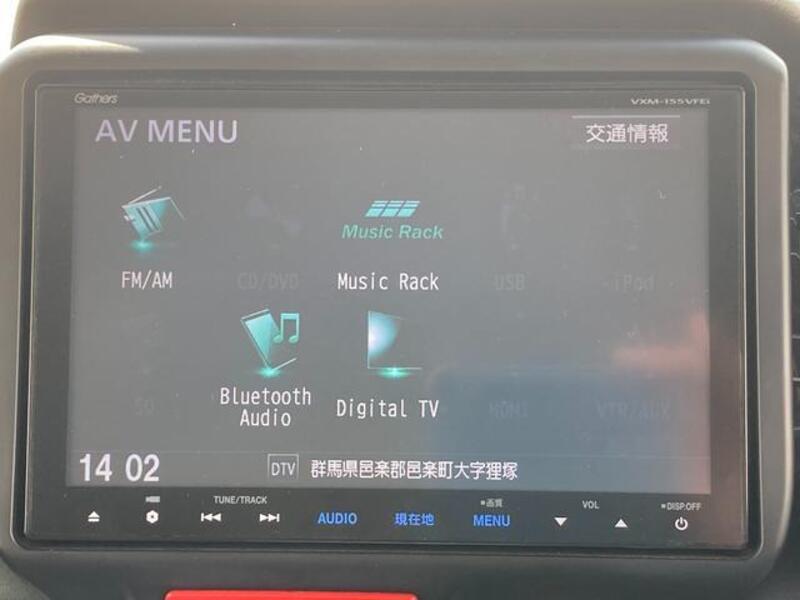 Gathers
VXM-155VFEi
AV MENU
交通情報
Music Rack
FM/AM
CD/DVD
Music Rack
USB
iPod
SD
Bluetooth
Audio
Digital TV
HDMI
VTR/AUX
14 02
DTV
群馬県邑楽郡邑楽町大字狸塚
TUNE/TRACK
AUDIO
現在地
画質
MENU
VOL
DISP.OFF